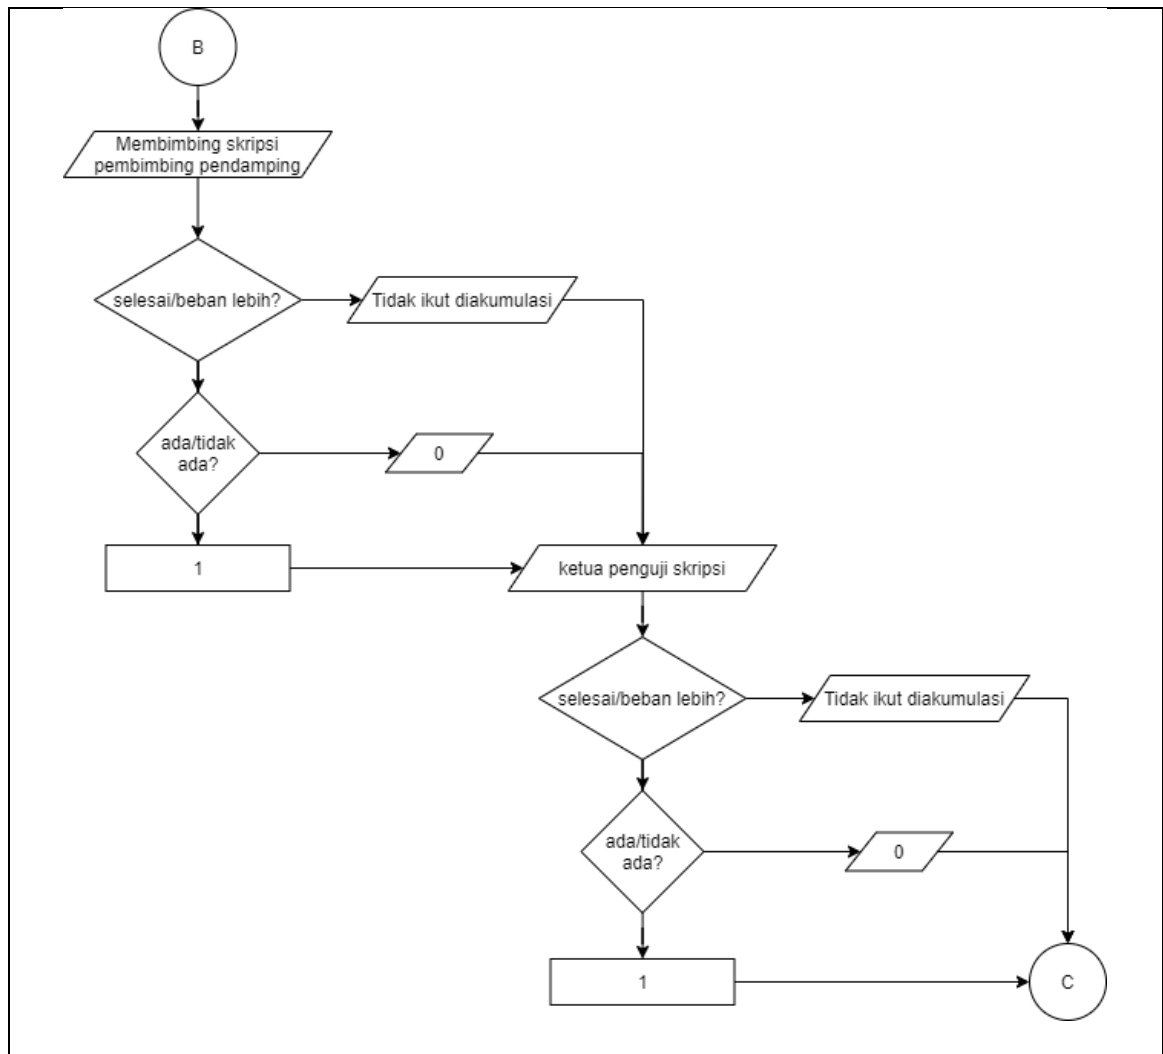 B
Membimbing skripsi
pembimbing pendamping
selesai/beban lebih?
Tidak ikut diakumulasi
ada/tidak
ada?
0
1
ketua penguji skripsi
selesai/beban lebih?
Tidak ikut diakumulasi
ada/tidak
ada?
0
1
C